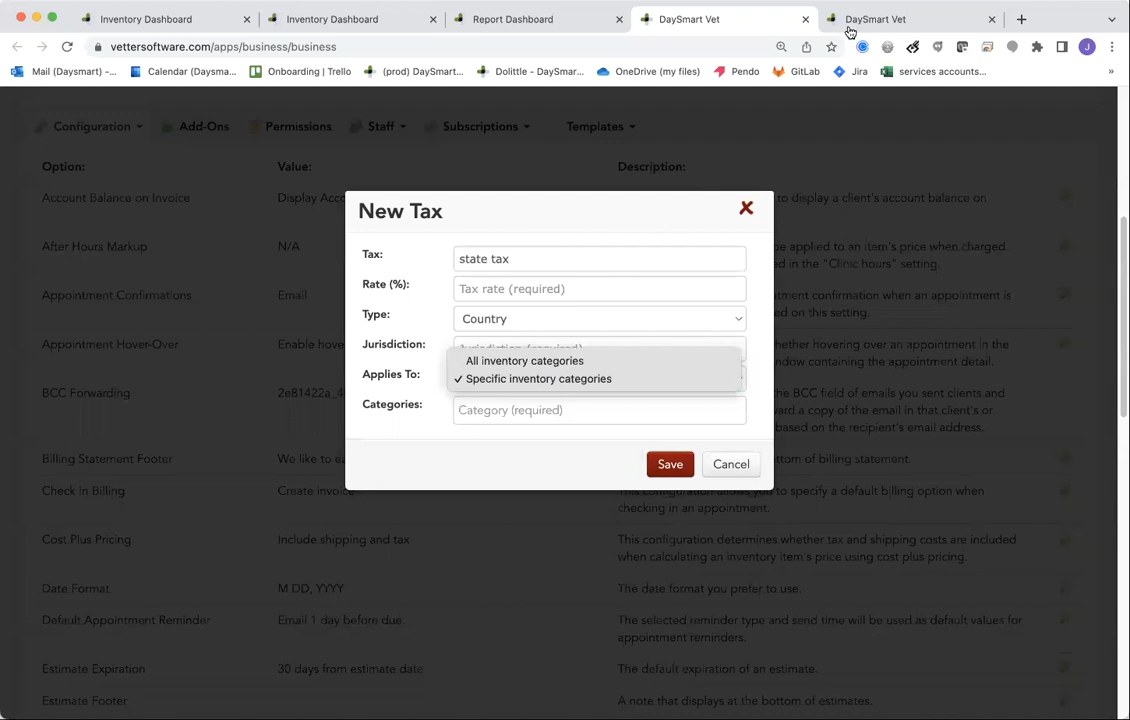 Inventory Dashboard
Inventory Dashboard
Report Dashboard
DaySmart Vet
DaySmart Vet
vettersoftware.com/apps/business/business
J
Mail (Daysmart) –...
Calendar (Daysma...
Onboarding | Trello
(prod) DaySmart...
Dolittle - DaySmar...
OneDrive (my files)
Pendo
GitLab
Jira
services accounts...
»
Configuration
Add-Ons
Permissions
Staff
Subscriptions
Templates
Option: Value: Description:
Account Balance on Invoice Display Acco to display a client's account balance on
After Hours Markup N/A be applied to an item's price when charged
ed in the "Clinic hours" setting.
Appointment Confirmations Email ntment confirmation when an appointment is
ed on this setting.
Appointment Hover-Over Enable hove hether hovering over an appointment in the
ndow containing the appointment detail.
BCC Forwarding 2e81422a_4 the BCC field of emails you sent clients and
ward a copy of the email in that client's or
based on the recipient's email address.
Billing Statement Footer We like to ea ottom of billing statement.
Check In Billing Create invoice This configuration allows you to specify a default billing option when
checking in an appointment.
Cost Plus Pricing Include shipping and tax This configuration determines whether tax and shipping costs are included
when calculating an inventory item's price using cost plus pricing.
Date Format M DD, YYYY The date format you prefer to use.
Default Appointment Reminder Email 1 day before due. The selected reminder type and send time will be used as default values for
appointment reminders.
Estimate Expiration 30 days from estimate date The default expiration of an estimate.
Estimate Footer A note that displays at the bottom of estimates.
New Tax
Tax: state tax
Rate (%): Tax rate (required)
Type: Country
Jurisdiction: Jurisdiction (required)
All inventory categories
Applies To: ✓ Specific inventory categories
Categories: Category (required)
Save Cancel